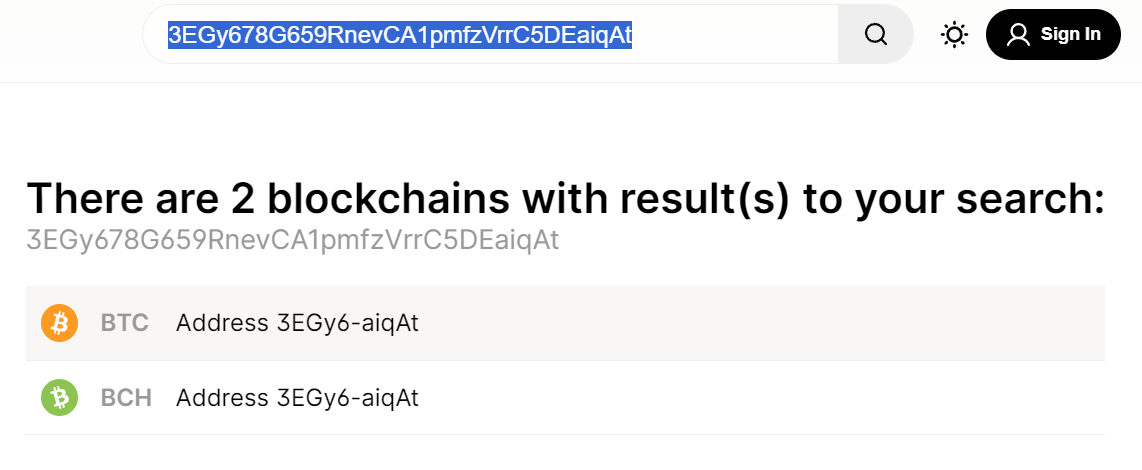 3EGy678G659RnevCA1pmfzVrrC5DEaiqAt
Sign In
There are 2 blockchains with result(s) to your search:
3EGy678G659RnevCA1pmfzVrrC5DEaiqAt
BTC Address 3EGy6-aiqAt
BCH Address 3EGy6-aiqAt